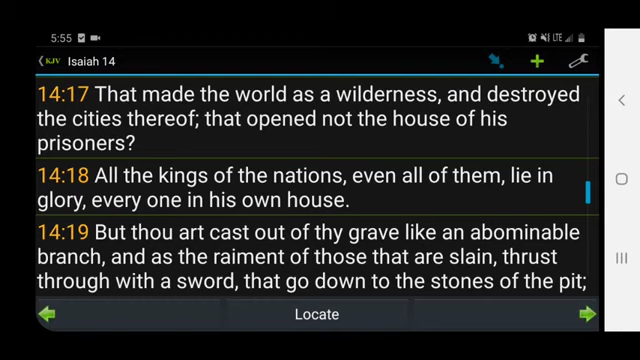 5:55
LTE
KJV Isaiah 14
14:17 That made the world as a wilderness, and destroyed
the cities thereof; that opened not the house of his
prisoners?
14:18 All the kings of the nations, even all of them, lie in
glory, every one in his own house.
14:19 But thou art cast out of thy grave like an abominable
branch, and as the raiment of those that are slain, thrust
through with a sword, that go down to the stones of the pit;
Locate